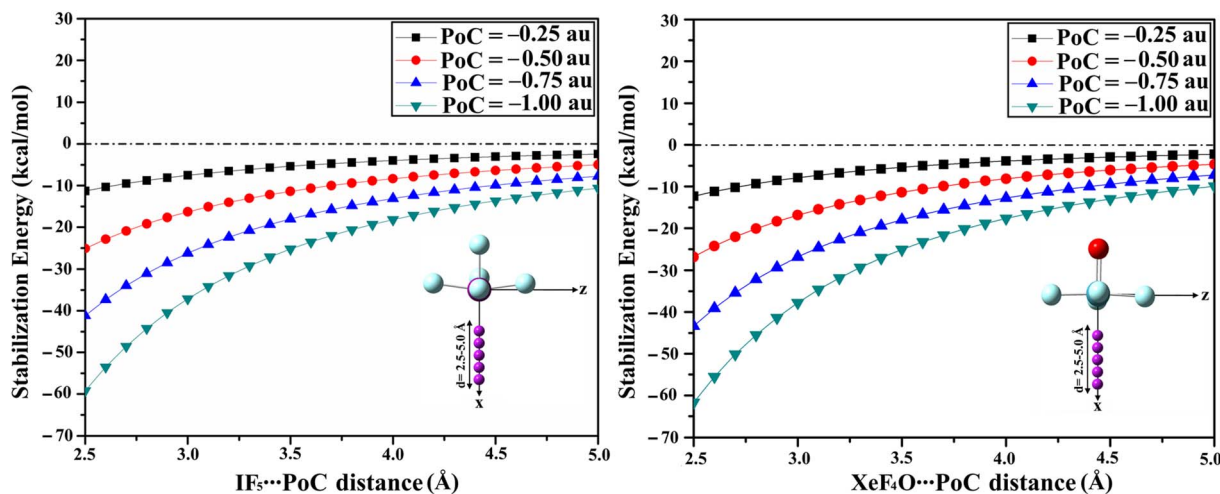 Stabilization Energy (kcal/mol)
30
20
10
0
−10
−20
−30
−40
−50
−60
−70
PoC = −0.25 au
PoC = −0.50 au
PoC = −0.75 au
PoC = −1.00 au
z
d= 2.5-5.0 Å
x
2.5 3.0 3.5 4.0 4.5 5.0
IF₅···PoC distance (Å)
Stabilization Energy (kcal/mol)
30
20
10
0
−10
−20
−30
−40
−50
−60
−70
PoC = −0.25 au
PoC = −0.50 au
PoC = −0.75 au
PoC = −1.00 au
z
d= 2.5-5.0 Å
x
2.5 3.0 3.5 4.0 4.5 5.0
XeF₄O···PoC distance (Å)